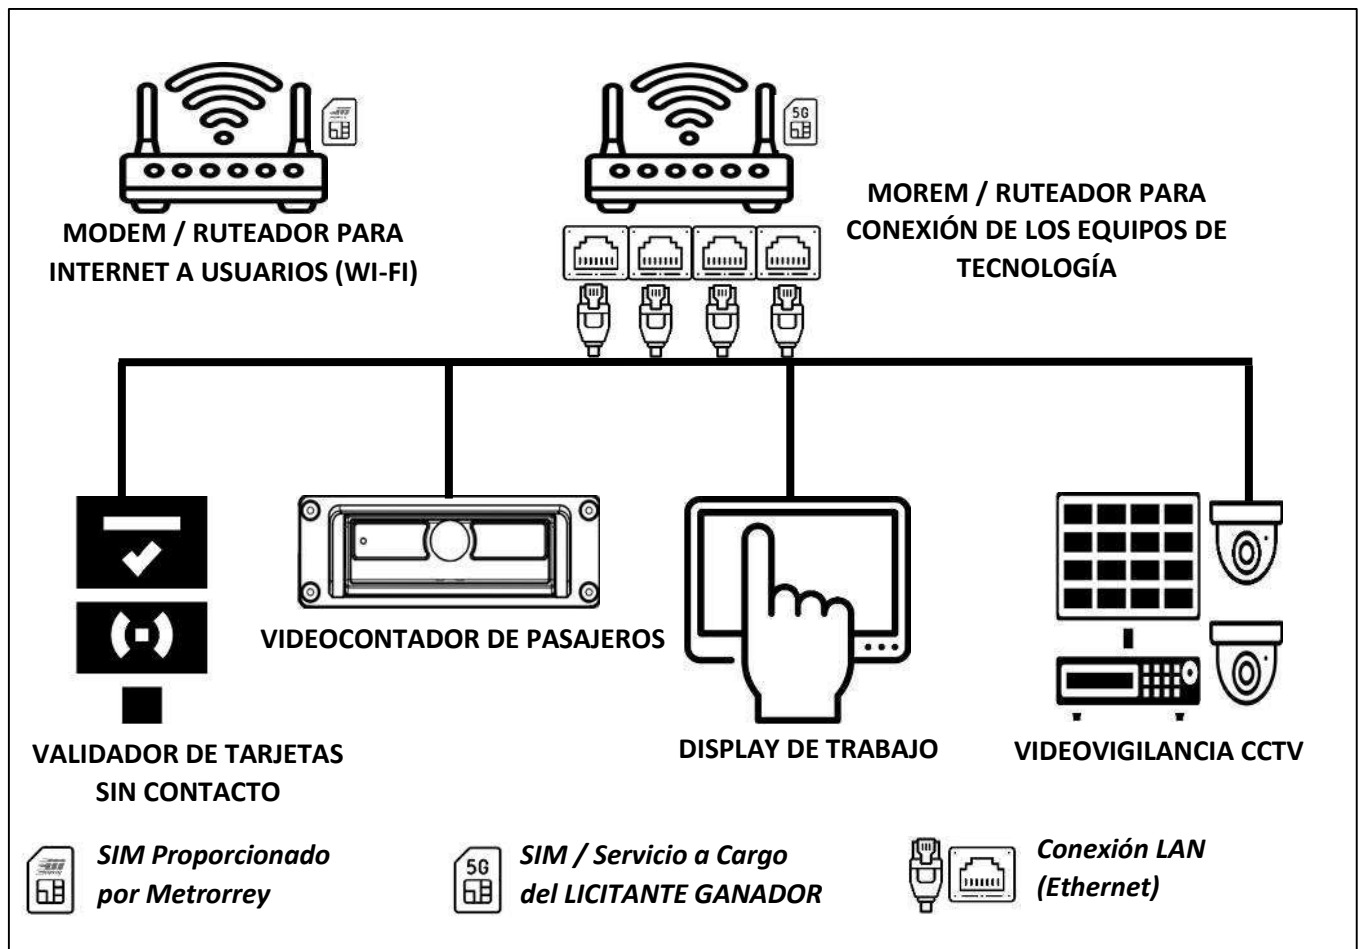 5G
MODEM / RUTEADOR PARA
INTERNET A USUARIOS (WI-FI)
MOREM / RUTEADOR PARA
CONEXIÓN DE LOS EQUIPOS DE
TECNOLOGÍA
VIDEOCONTADOR DE PASAJEROS
VALIDADOR DE TARJETAS
SIN CONTACTO
DISPLAY DE TRABAJO
VIDEOVIGILANCIA CCTV
SIM Proporcionado
por Metrorrey
5G
SIM / Servicio a Cargo
del LICITANTE GANADOR
Conexión LAN
(Ethernet)